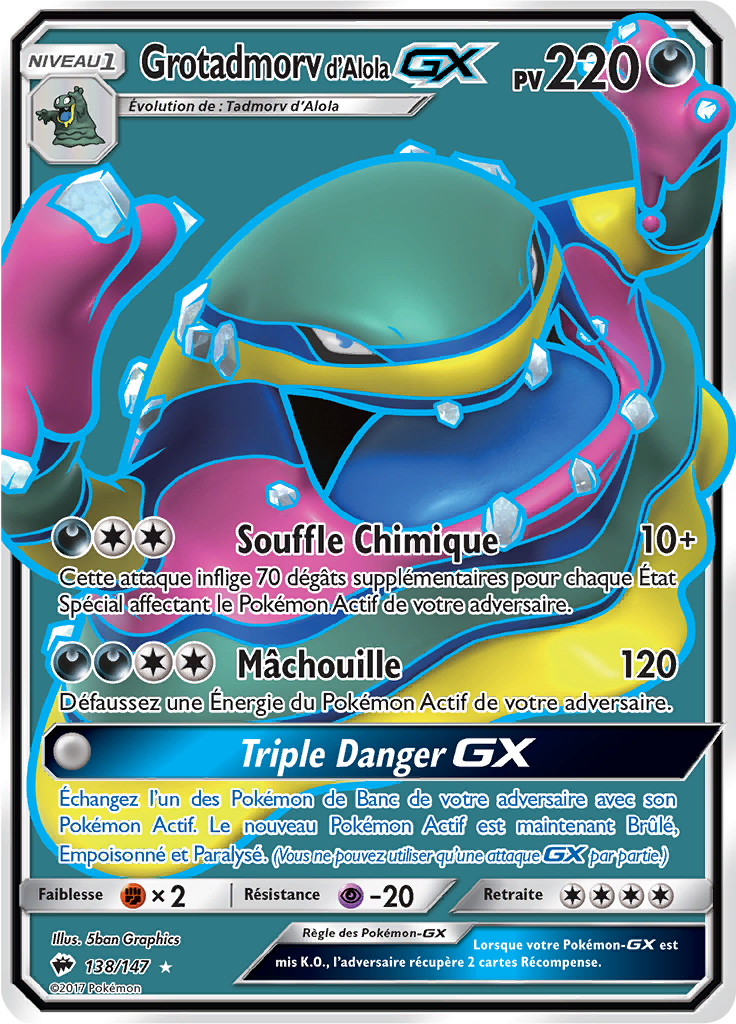 NIVEAU 1
Grotadmorv d'Alola GX
PV 220
Évolution de : Tadmorv d'Alola
Souffle Chimique 10+
Cette attaque inflige 70 dégâts supplémentaires pour chaque État
Spécial affectant le Pokémon Actif de votre adversaire.
Mâchouille 120
Défaussez une Énergie du Pokémon Actif de votre adversaire.
Triple Danger GX
Échangez l'un des Pokémon de Banc de votre adversaire avec son
Pokémon Actif. Le nouveau Pokémon Actif est maintenant Brûlé,
Empoisonné et Paralysé. (Vous ne pouvez utiliser qu'une attaque GX par partie.)
Faiblesse × 2 Résistance -20 Retraite
Illus. 5ban Graphics
138/147
©2017 Pokémon
Règle des Pokémon-GX
Lorsque votre Pokémon-GX est
mis K.O., l'adversaire récupère 2 cartes Récompense.